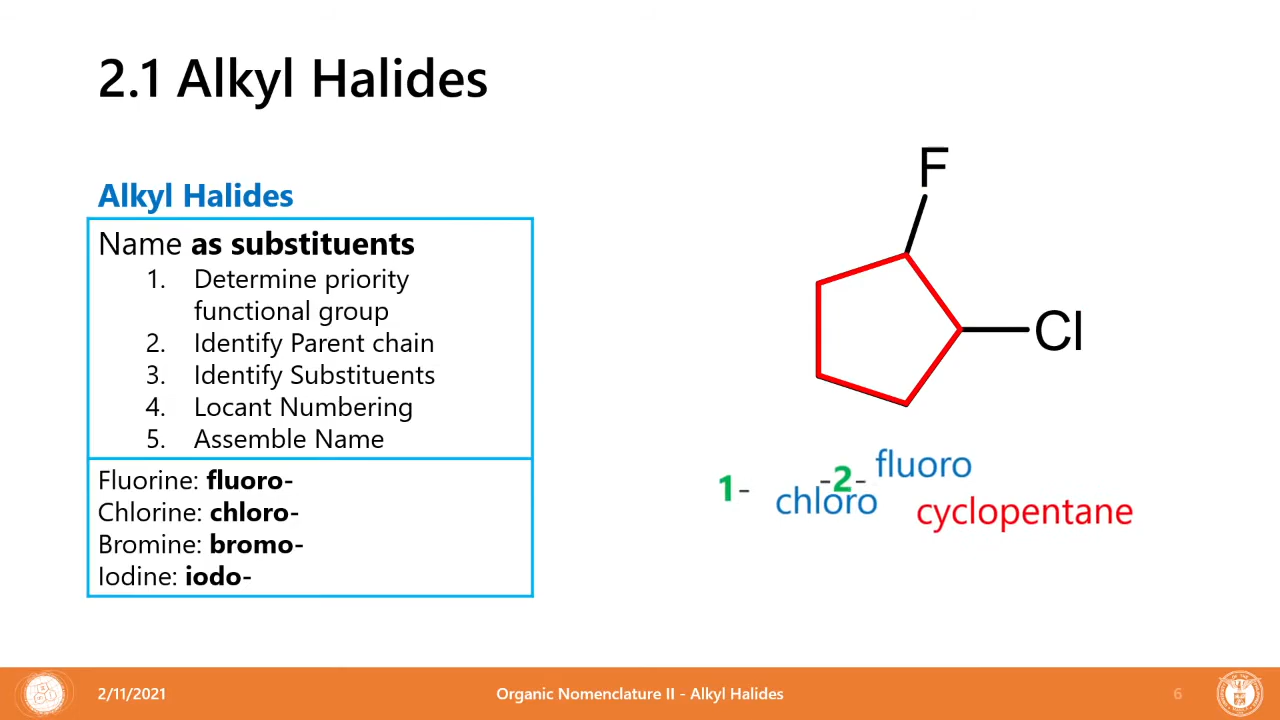 2.1 Alkyl Halides
Alkyl Halides
Name as substituents
1. Determine priority
functional group
2. Identify Parent chain
3. Identify Substituents
4. Locant Numbering
5. Assemble Name
Fluorine: fluoro-
Chlorine: chloro-
Bromine: bromo-
Iodine: iodo-
F
Cl
1- chloro -2- fluoro
cyclopentane
2/11/2021
Organic Nomenclature II - Alkyl Halides
6